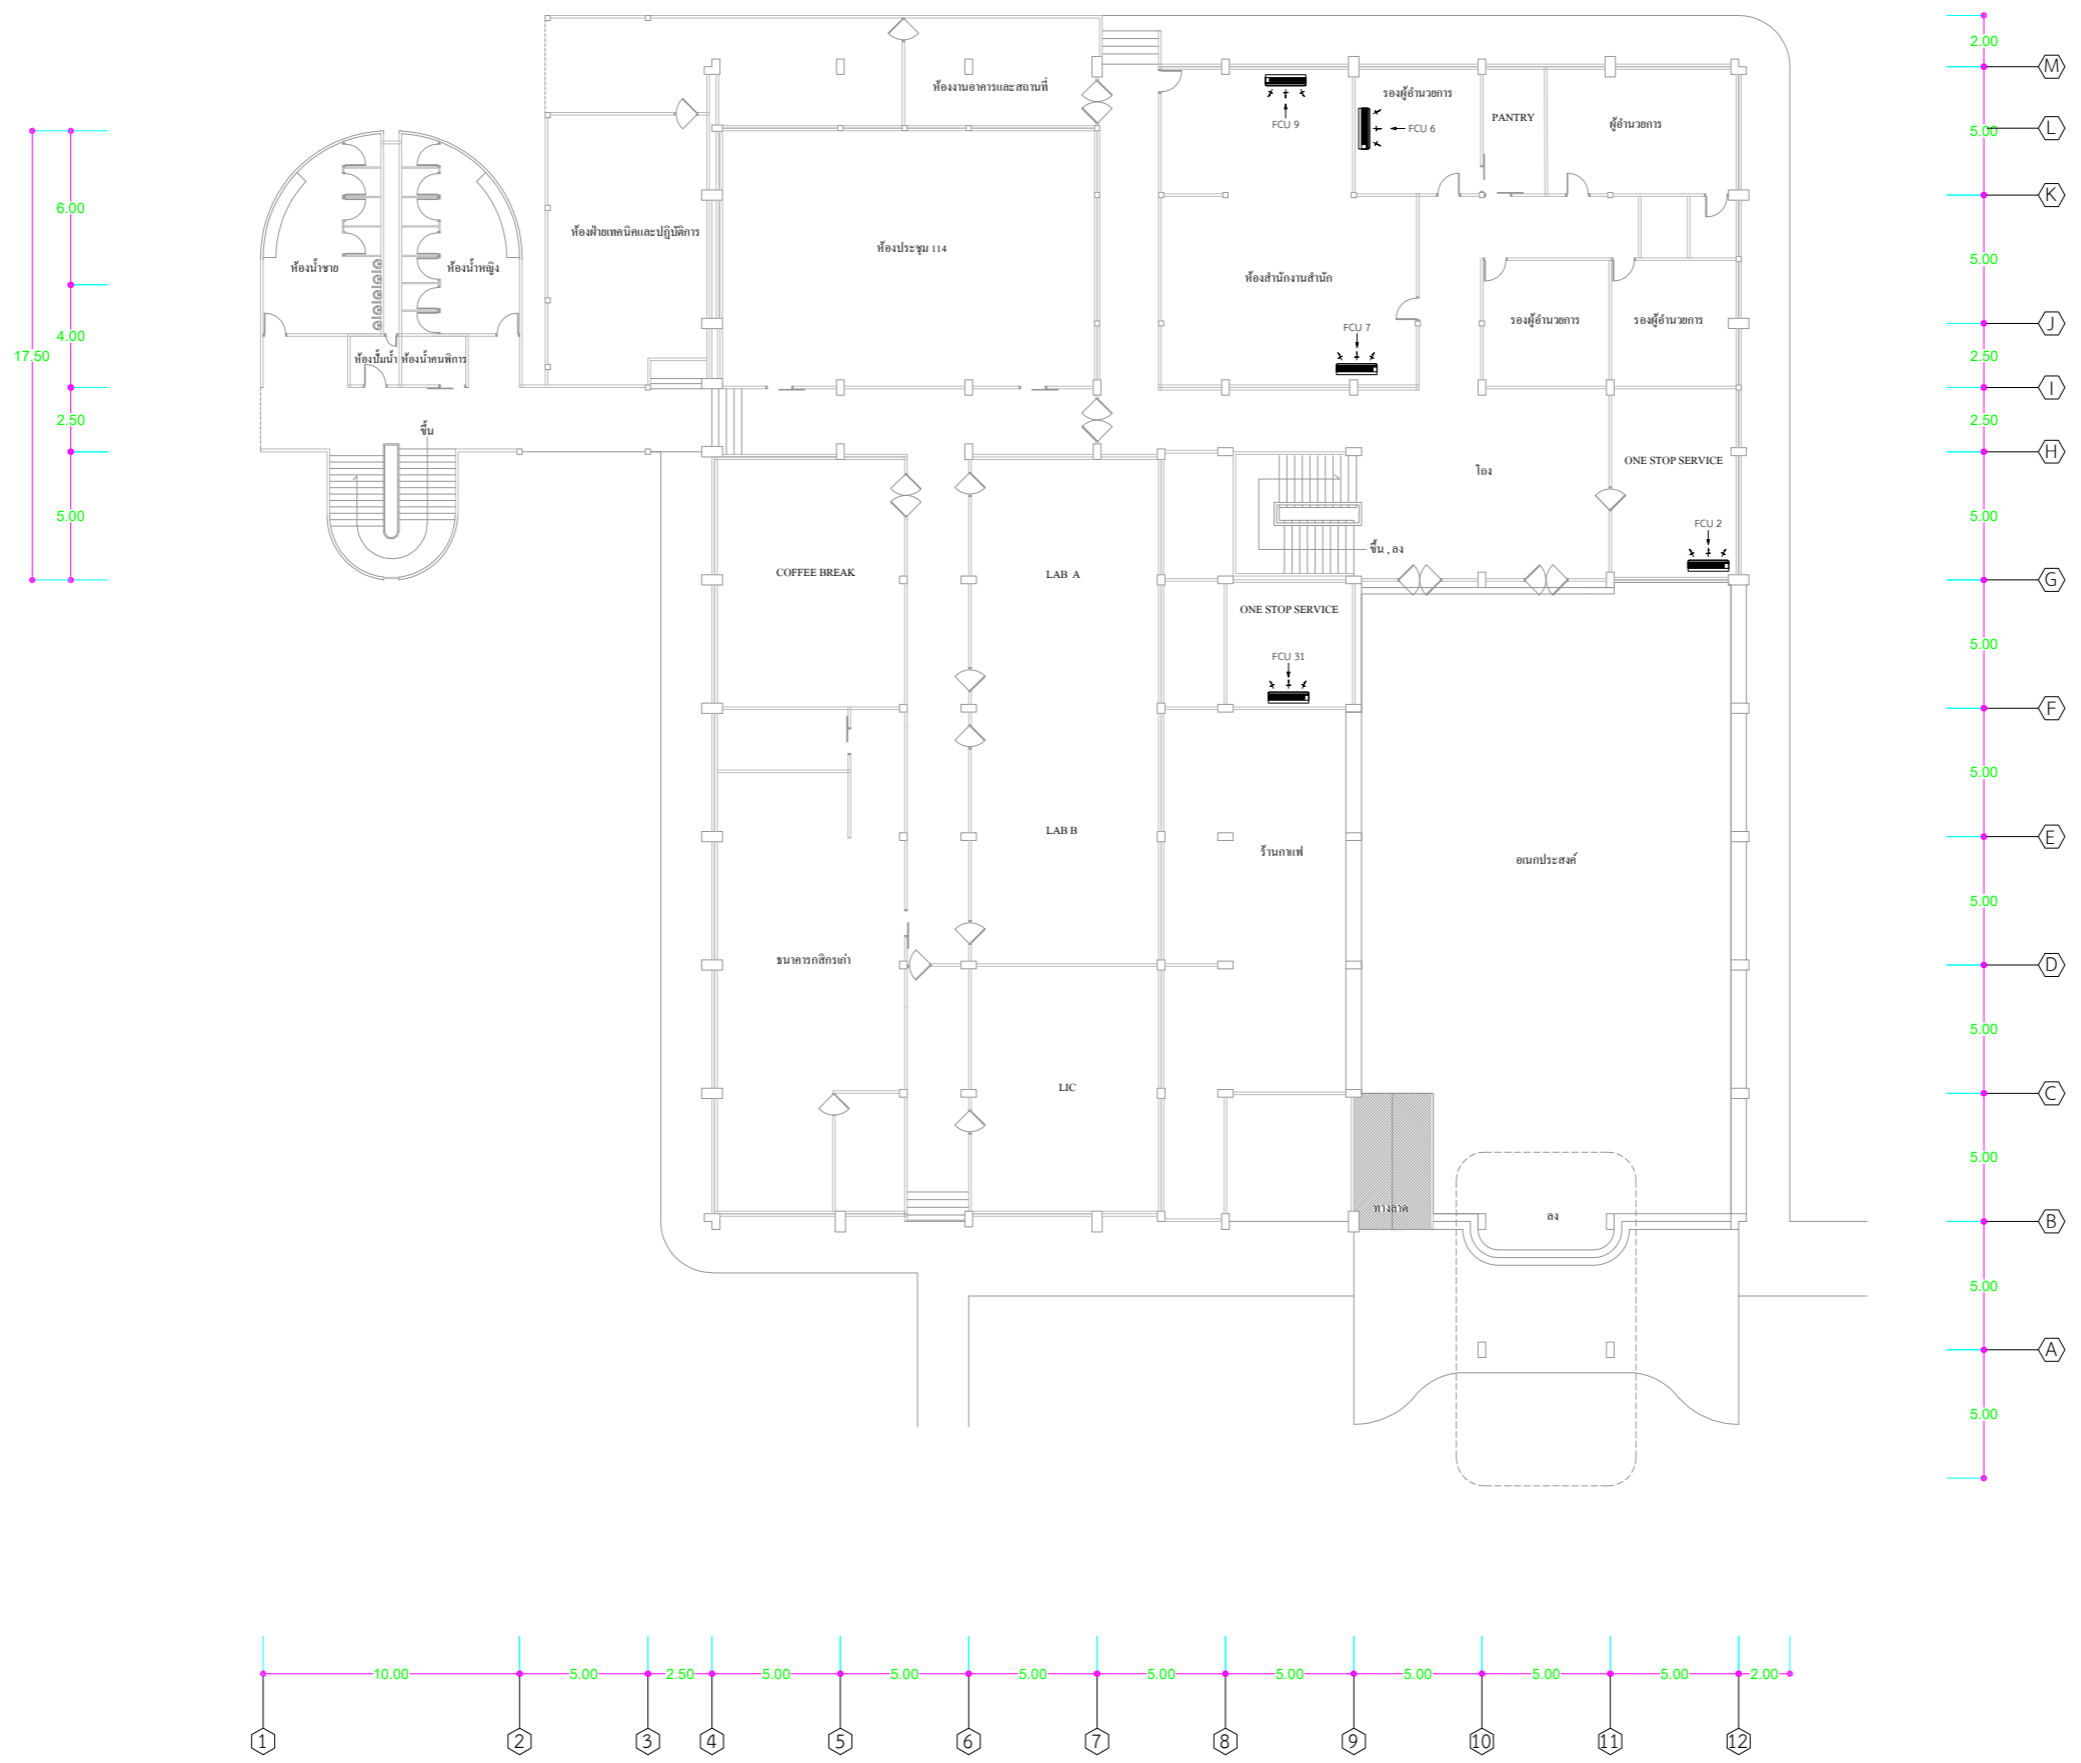 2.00
M
ห้องงานอาคารและสถานที่
รองผู้อำนวยการ
FCU 9
FCU 6
PANTRY
ผู้อำนวยการ
5.00
L
6.00
K
ห้องฝ่ายเทคนิคและปฏิบัติการ
ห้องประชุม 114
ห้องน้ำชาย
ห้องน้ำหญิง
ห้องสำนักงานสำนัก
5.00
FCU 7
รองผู้อำนวยการ
รองผู้อำนวยการ
J
17.50
4.00
ห้องปั๊มน้ำ
ห้องน้ำคนพิการ
2.50
I
2.50
ขึ้น
2.50
H
โถง
ONE STOP SERVICE
5.00
FCU 2
5.00
ขึ้น , ลง
COFFEE BREAK
LAB A
G
ONE STOP SERVICE
5.00
FCU 31
F
5.00
LAB B
E
ร้านกาแฟ
อเนกประสงค์
5.00
ธนาคารกสิกรเก่า
D
5.00
LIC
C
5.00
ทางลาด
ลง
B
5.00
A
5.00
10.00
5.00
2.50
5.00
5.00
5.00
5.00
5.00
5.00
5.00
5.00
2.00
1
2
3
4
5
6
7
8
9
10
11
12